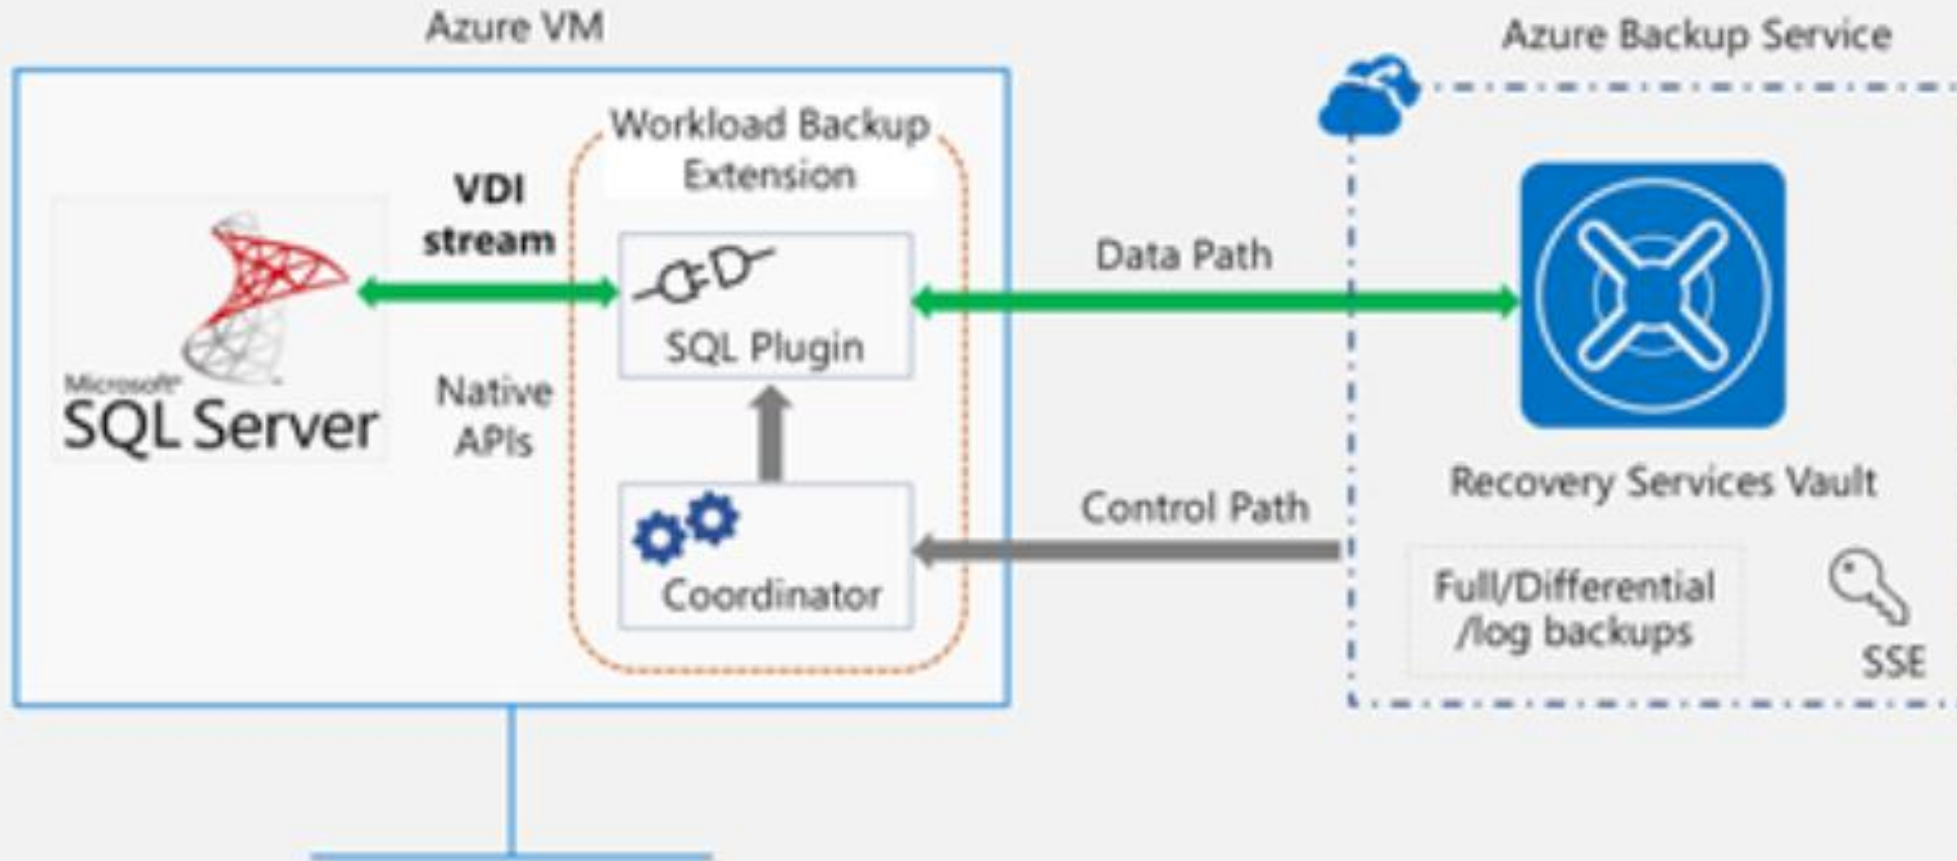 Azure VM
Azure Backup Service
Workload Backup
Extension
VDI
stream
Data Path
SQL Plugin
Microsoft®
SQL Server
Native
APIs
Recovery Services Vault
Control Path
Coordinator
Full/Differential
/log backups
SSE